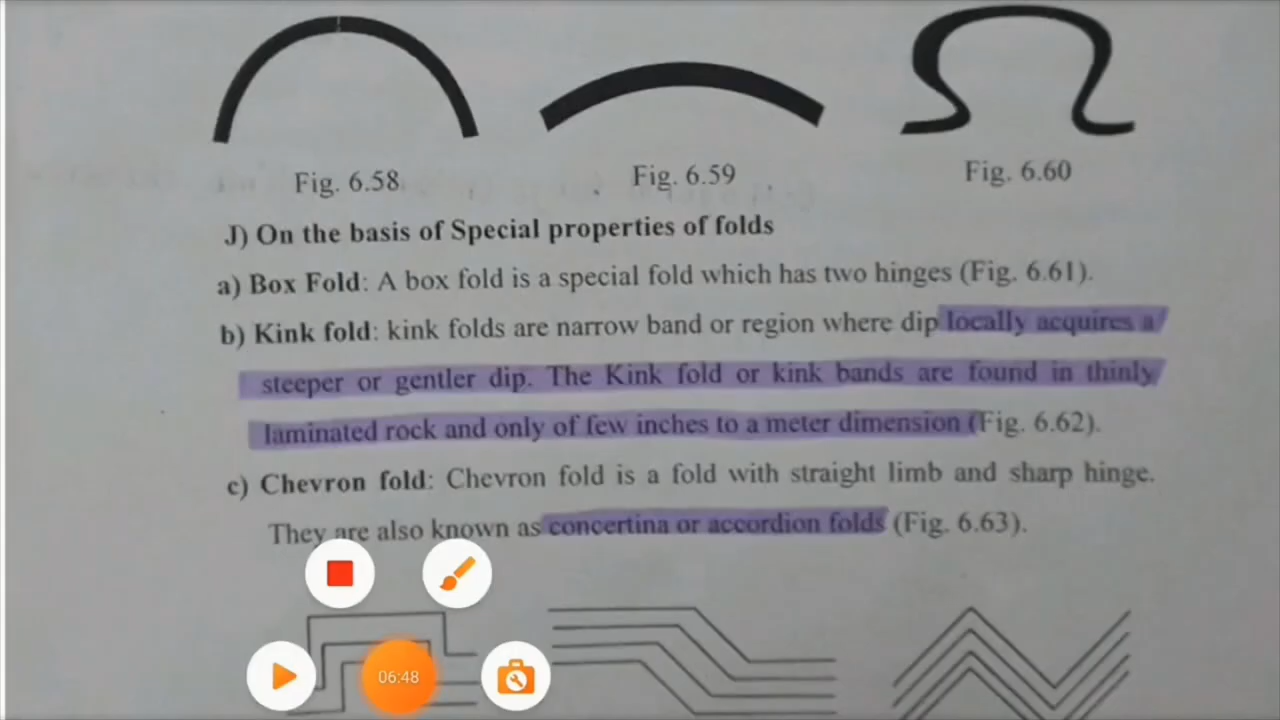 Fig. 6.58
Fig. 6.59
Fig. 6.60
J) On the basis of Special properties of folds
a) Box Fold: A box fold is a special fold which has two hinges (Fig. 6.61).
b) Kink fold: kink folds are narrow band or region where dip locally acquires a
steeper or gentler dip. The Kink fold or kink bands are found in thinly
laminated rock and only of few inches to a meter dimension (Fig. 6.62).
c) Chevron fold: Chevron fold is a fold with straight limb and sharp hinge.
They are also known as concertina or accordion folds (Fig. 6.63).
06:48